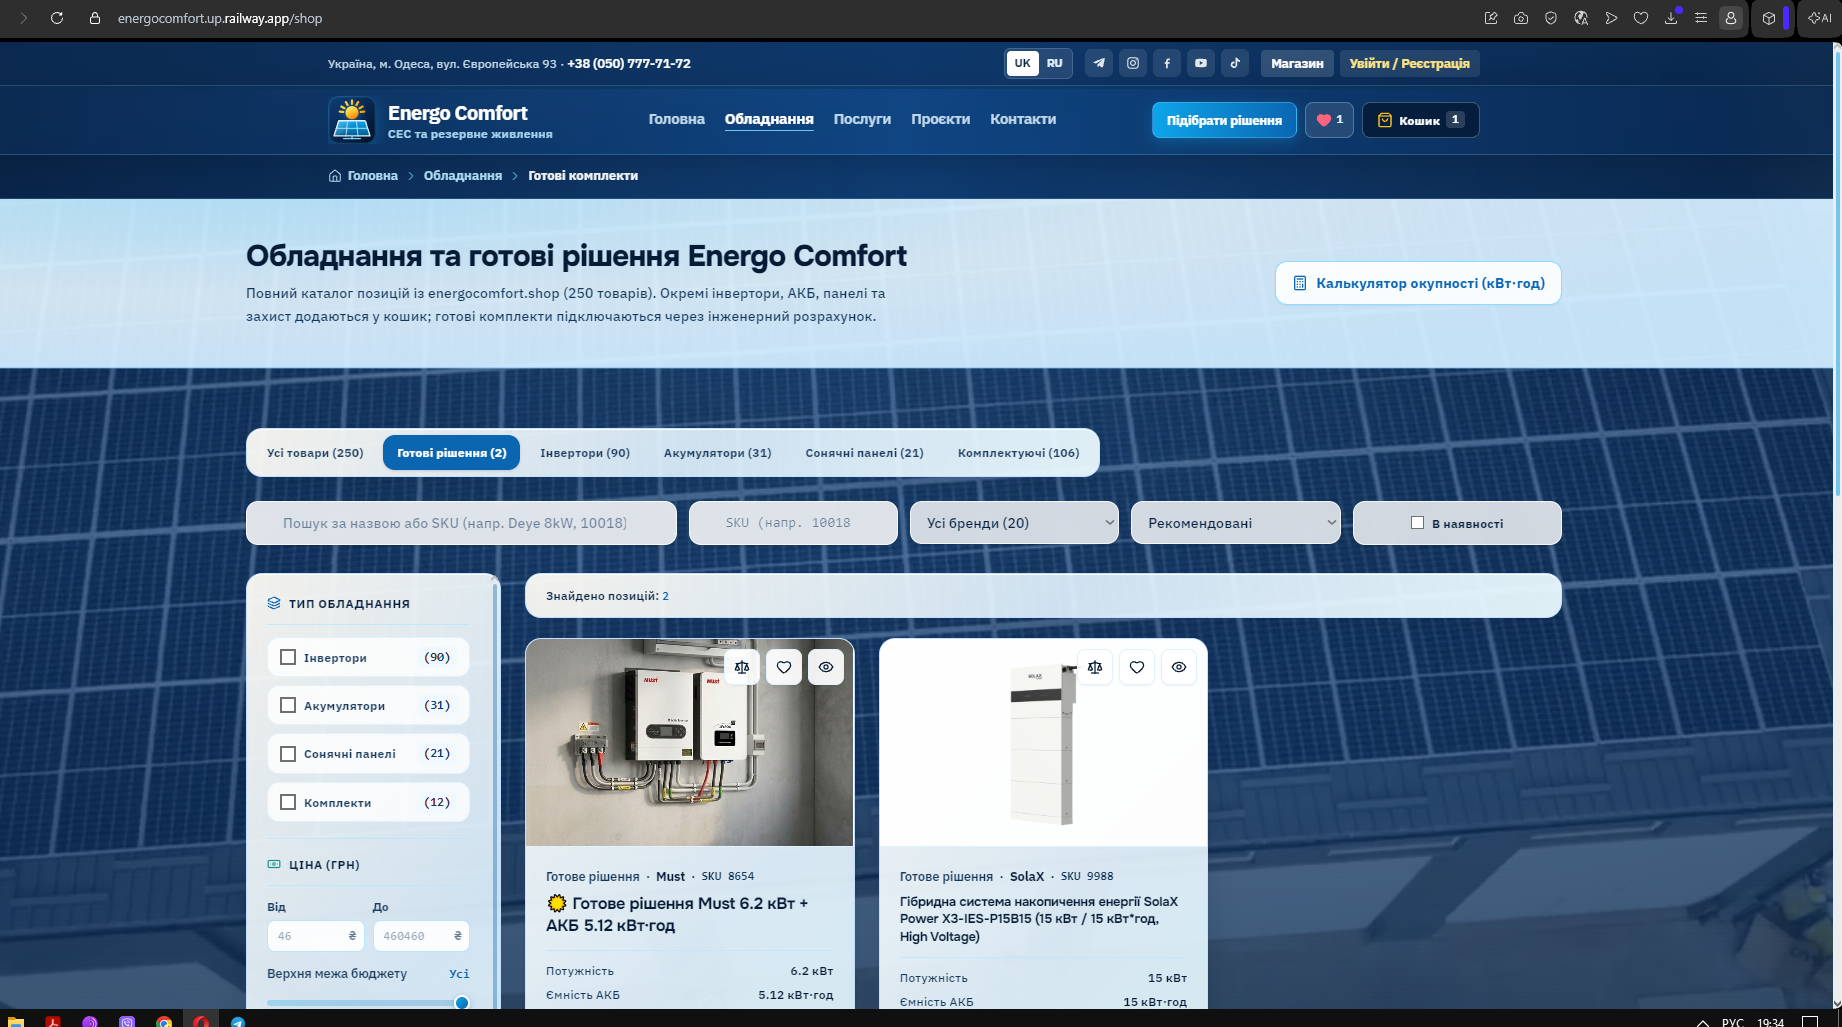 energocomfort.up.railway.app/shop
AI
Україна, м. Одеса, вул. Європейська 93 · +38 (050) 777-71-72
UK RU
Магазин
Увійти / Реєстрація
Energo Comfort
СЕС та резервне живлення
Головна Обладнання Послуги Проєкти Контакти
Підібрати рішення
1
Кошик 1
Головна > Обладнання > Готові комплекти
Обладнання та готові рішення Energo Comfort
Повний каталог позицій із energocomfort.shop (250 товарів). Окремі інвертори, АКБ, панелі та
захист додаються у кошик; готові комплекти підключаються через інженерний розрахунок.
Калькулятор окупності (кВт·год)
Усі товари (250) Готові рішення (2) Інвертори (90) Акумулятори (31) Сонячні панелі (21) Комплектуючі (106)
Пошук за назвою або SKU (напр. Deye 8kW, 10018)
SKU (напр. 10018
Усі бренди (20)
Рекомендовані
В наявності
ТИП ОБЛАДНАННЯ
Інвертори (90)
Акумулятори (31)
Сонячні панелі (21)
Комплекти (12)
ЦІНА (ГРН)
Від До
46 ₴ 460460 ₴
Верхня межа бюджету Усі
Знайдено позицій: 2
MUST MUST
Готове рішення · Must · SKU 8654
Готове рішення Must 6.2 кВт +
АКБ 5.12 кВт·год
Потужність 6.2 кВт
Ємність АКБ 5.12 кВт·год
SOLAX
Готове рішення · SolaX · SKU 9988
Гібридна система накопичення енергії SolaX
Power X3-IES-P15B15 (15 кВт / 15 кВт*год,
High Voltage)
Потужність 15 кВт
Ємність АКБ 15 кВт·год
РУС 19:34